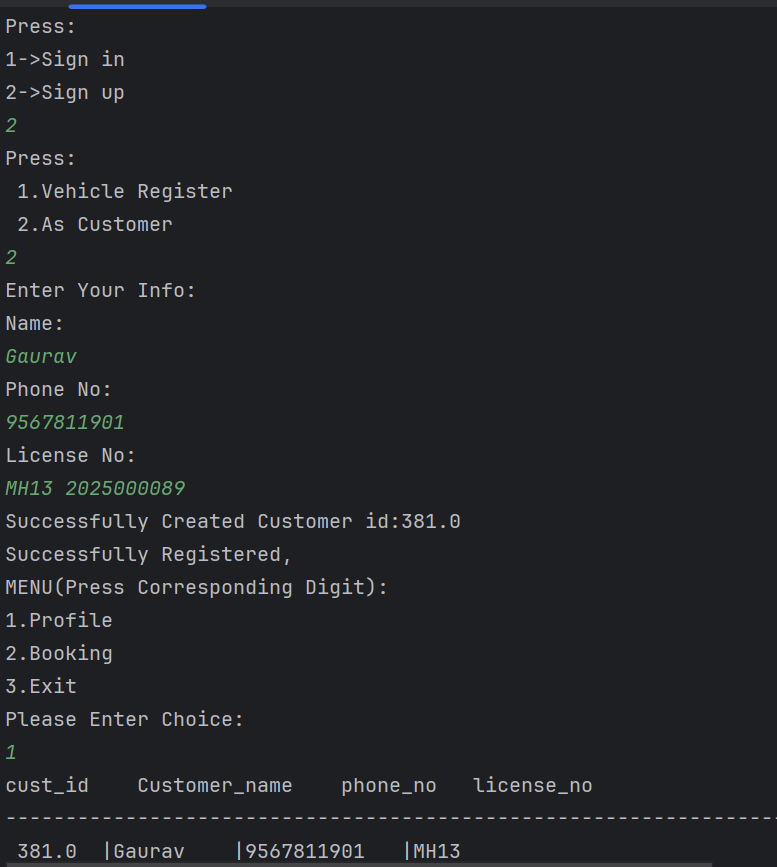 Press:
1->Sign in
2->Sign up
2
Press:
 1.Vehicle Register
 2.As Customer
2
Enter Your Info:
Name:
Gaurav
Phone No:
9567811901
License No:
MH13 2025000089
Successfully Created Customer id:381.0
Successfully Registered,
MENU(Press Corresponding Digit):
1.Profile
2.Booking
3.Exit
Please Enter Choice:
1
cust_id    Customer_name    phone_no   license_no
-----------------------------------------------------------------
 381.0  |Gaurav    |9567811901   |MH13